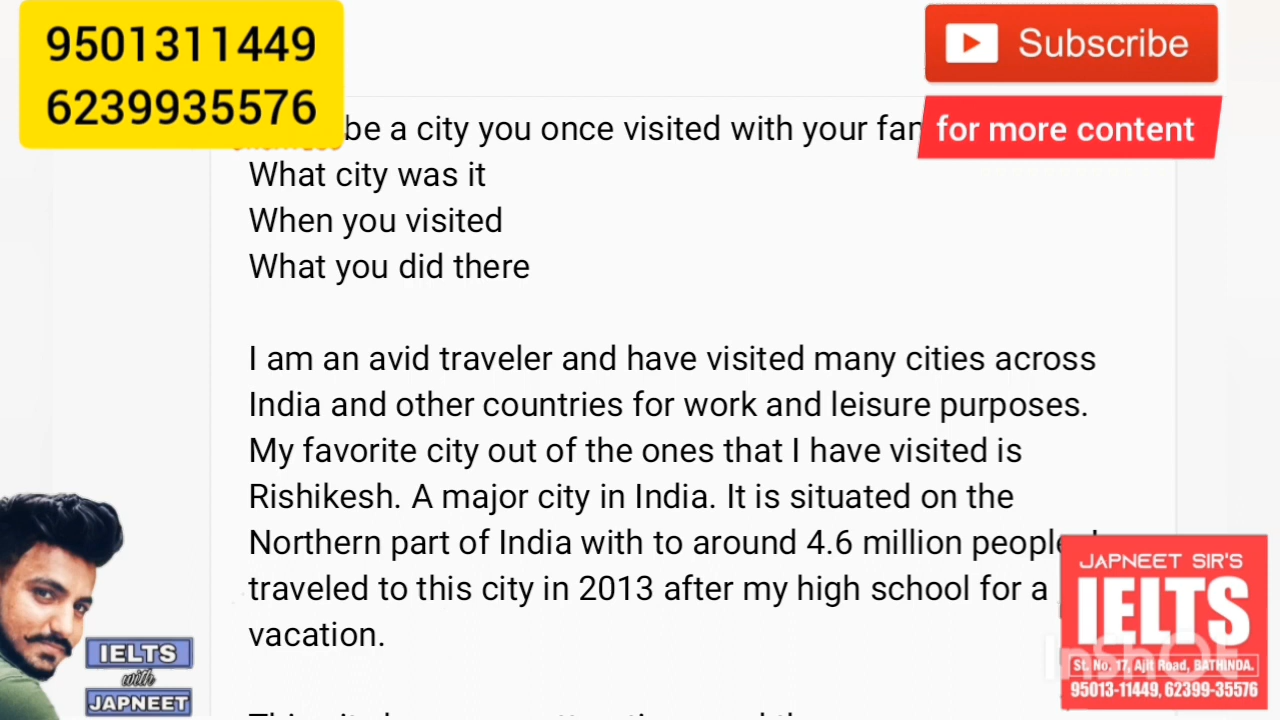 9501311449
6239935576
Subscribe
for more content
be a city you once visited with your
What city was it
When you visited
What you did there
I am an avid traveler and have visited many cities across
India and other countries for work and leisure purposes.
My favorite city out of the ones that I have visited is
Rishikesh. A major city in India. It is situated on the
Northern part of India with to around 4.6 million people
traveled to this city in 2013 after my high school for a
vacation.
IELTS
with
JAPNEET
JAPNEET SIR'S
IELTS
InShOt
St. No. 17, Ajit Road, BATHINDA.
95013-11449, 62399-35576